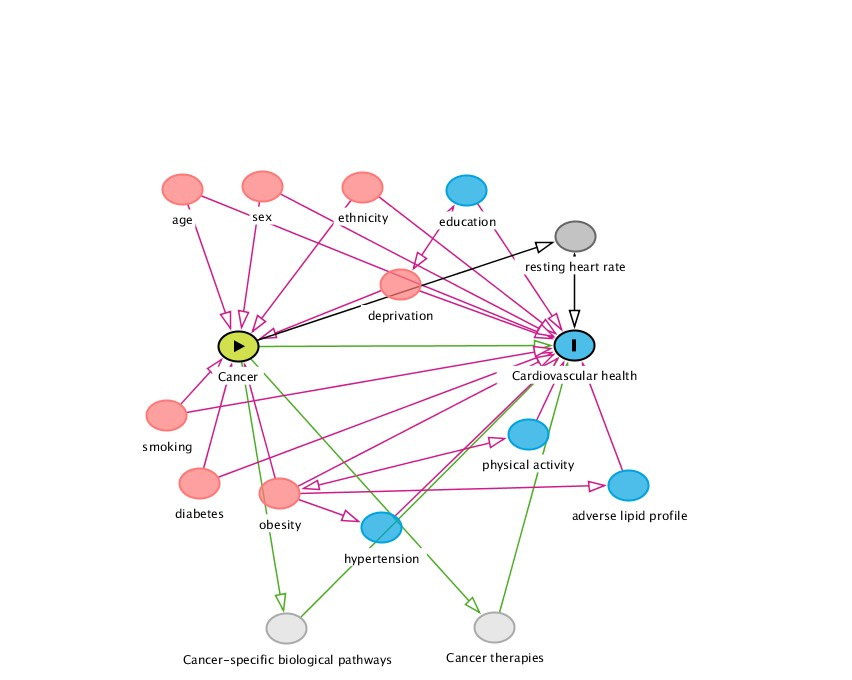 age
sex
ethnicity
education
resting heart rate
deprivation
Cancer
Cardiovascular health
smoking
physical activity
diabetes
obesity
adverse lipid profile
hypertension
Cancer-specific biological pathways
Cancer therapies